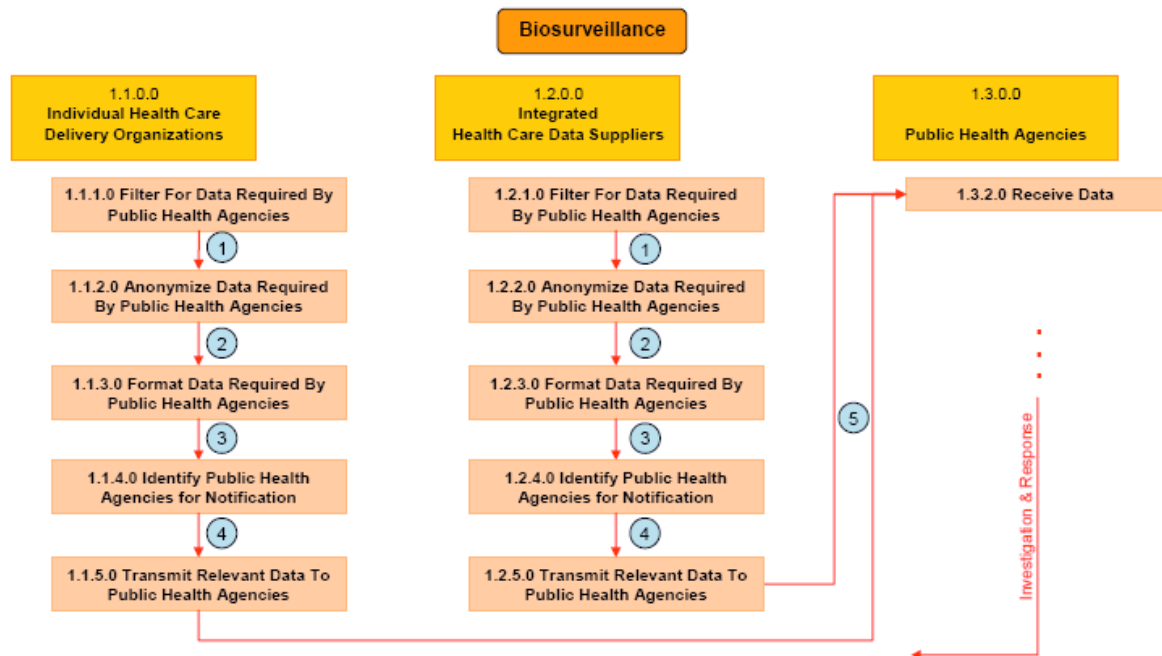 Biosurveillance
1.1.0.0
Individual Health Care
Delivery Organizations
1.2.0.0
Integrated
Health Care Data Suppliers
1.3.0.0
Public Health Agencies
1.1.1.0 Filter For Data Required By
Public Health Agencies
1
1.1.2.0 Anonymize Data Required
By Public Health Agencies
2
1.1.3.0 Format Data Required By
Public Health Agencies
3
1.1.4.0 Identify Public Health
Agencies for Notification
4
1.1.5.0 Transmit Relevant Data To
Public Health Agencies
1.2.1.0 Filter For Data Required
By Public Health Agencies
1
1.2.2.0 Anonymize Data Required
By Public Health Agencies
2
1.2.3.0 Format Data Required By
Public Health Agencies
3
1.2.4.0 Identify Public Health
Agencies for Notification
4
1.2.5.0 Transmit Relevant Data To
Public Health Agencies
5
1.3.2.0 Receive Data
Investigation & Response